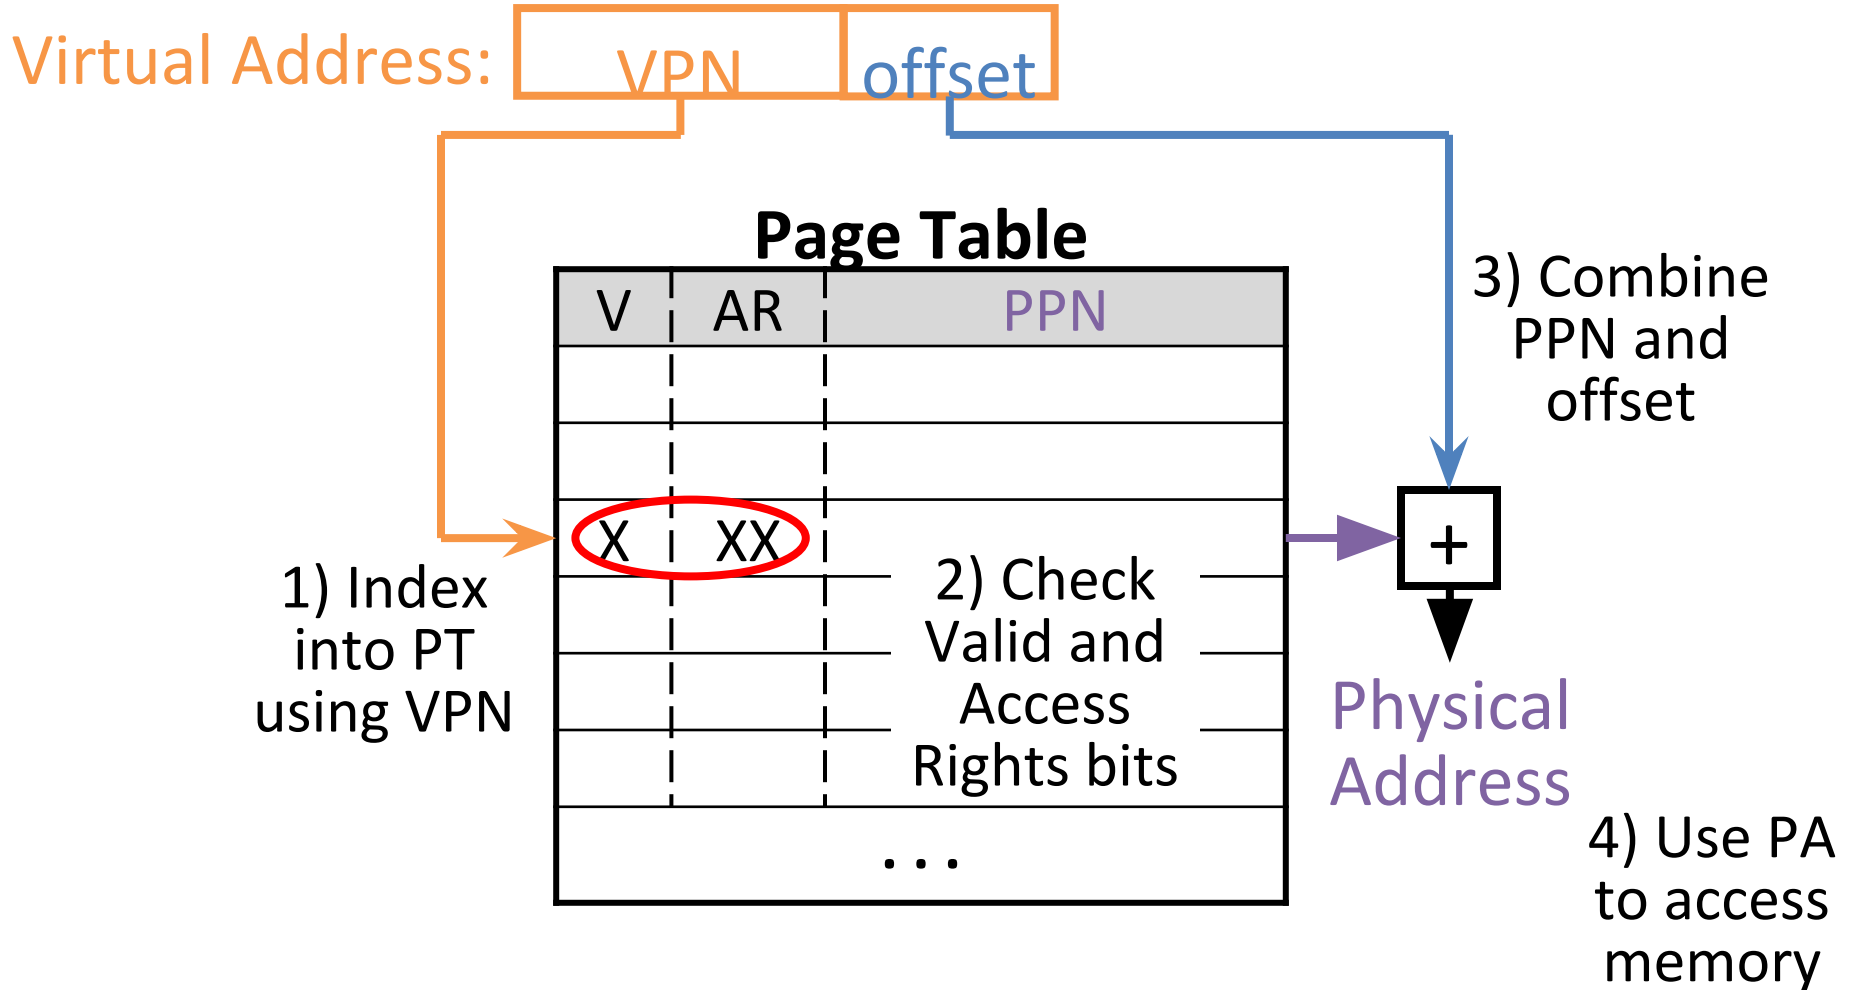 Virtual Address: VPN offset
Page Table
V AR PPN
3) Combine
PPN and
offset
X XX
+
1) Index
into PT
using VPN
2) Check
Valid and
Access
Rights bits
Physical
Address
4) Use PA
to access
memory
. . .